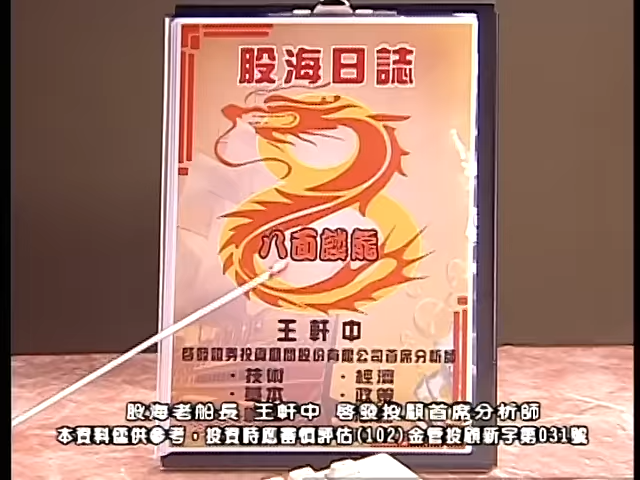 股海日誌
八面麟龍
王軒中
啓發證券投資顧問股份有限公司首席分析師
・技術 ・經濟
・基本 ・政策
股海老船長 王軒中 啓發投顧首席分析師
本資料僅供參考,投資時應審慎評估(102)金管投顧新字第031號